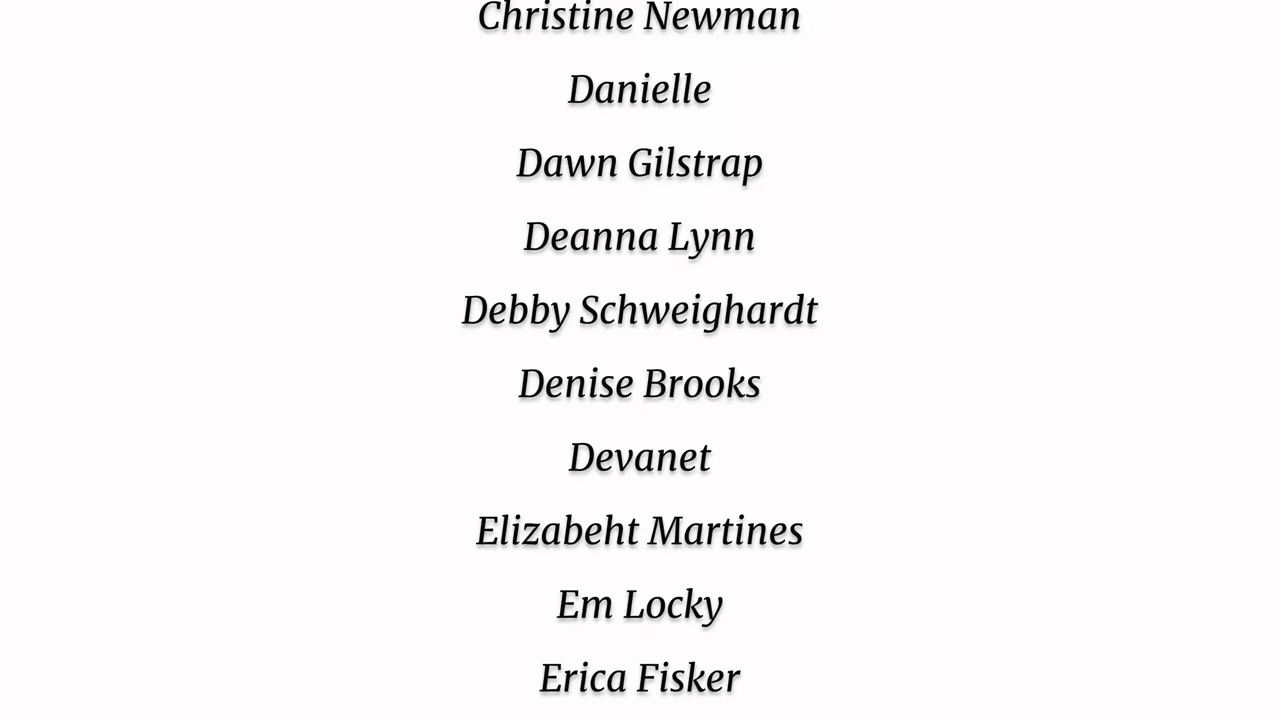 Christine Newman
Danielle
Dawn Gilstrap
Deanna Lynn
Debby Schweighardt
Denise Brooks
Devanet
Elizabeht Martines
Em Locky
Erica Fisker